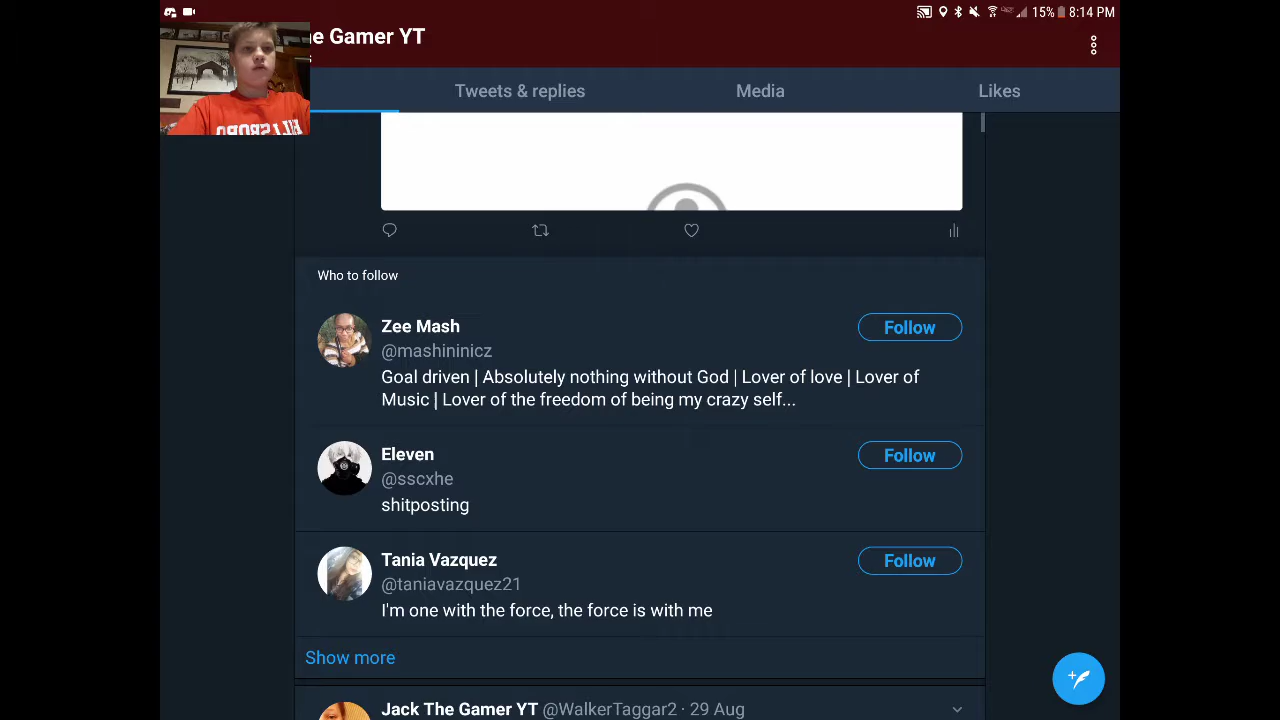 15% 8:14 PM
e Gamer YT
s
Tweets & replies
Media
Likes
Who to follow
Zee Mash
Follow
@mashininicz
Goal driven | Absolutely nothing without God | Lover of love | Lover of
Music | Lover of the freedom of being my crazy self...
Eleven
Follow
@sscxhe
shitposting
Tania Vazquez
Follow
@taniavazquez21
I'm one with the force, the force is with me
Show more
Jack The Gamer YT @WalkerTaggar2 · 29 Aug